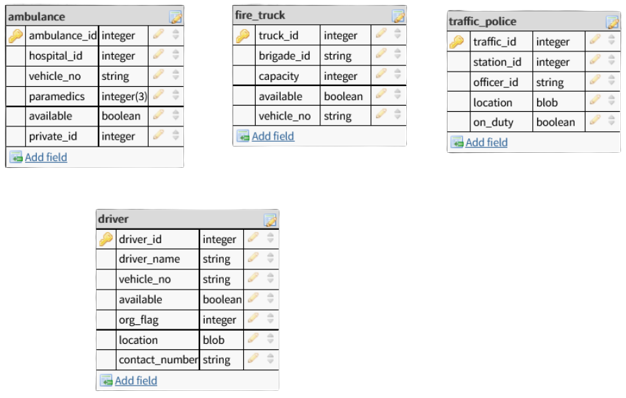 ambulance
ambulance_id integer
hospital_id integer
vehicle_no string
paramedics integer(3)
available boolean
private_id integer
Add field
fire_truck
truck_id integer
brigade_id string
capacity integer
available boolean
vehicle_no string
Add field
traffic_police
traffic_id integer
station_id integer
officer_id string
location blob
on_duty boolean
Add field
driver
driver_id integer
driver_name string
vehicle_no string
available boolean
org_flag integer
location blob
contact_number string
Add field